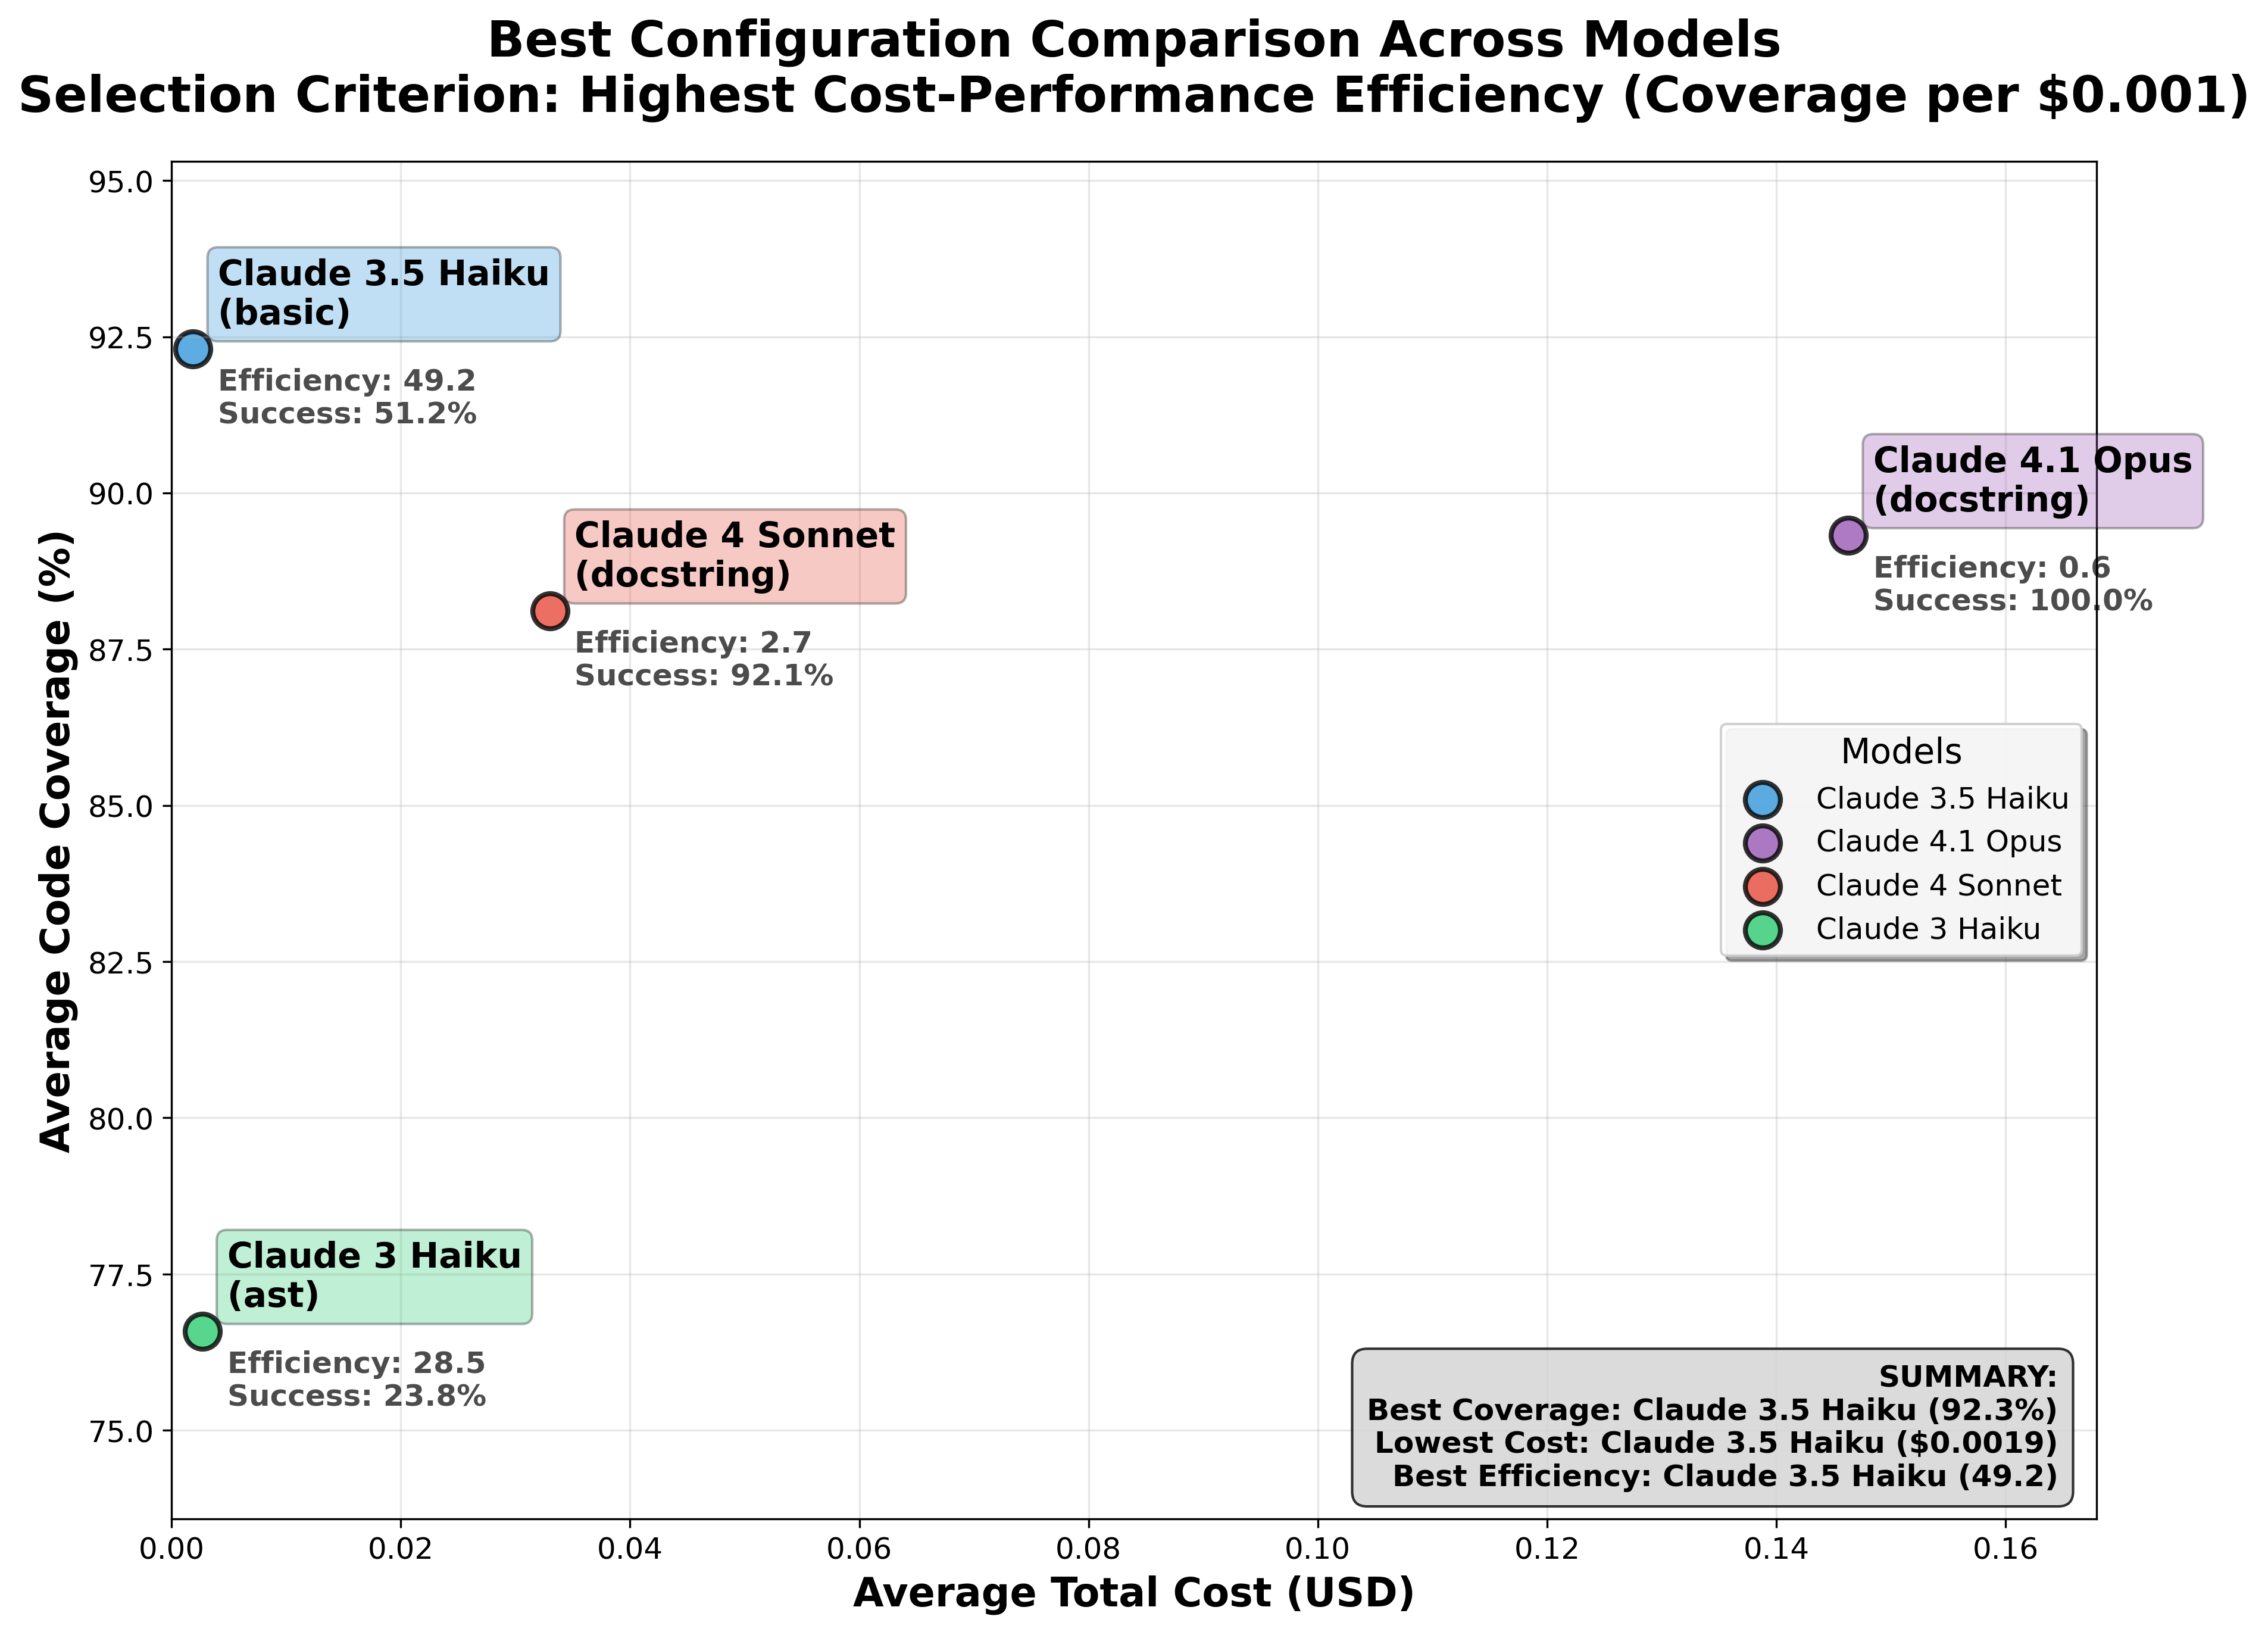 Best Configuration Comparison Across Models
Selection Criterion: Highest Cost-Performance Efficiency (Coverage per $0.001)
Average Code Coverage (%)
95.0
92.5
90.0
87.5
85.0
82.5
80.0
77.5
75.0
Claude 3.5 Haiku
(basic)
Efficiency: 49.2
Success: 51.2%
Claude 4.1 Opus
(docstring)
Efficiency: 0.6
Success: 100.0%
Claude 4 Sonnet
(docstring)
Efficiency: 2.7
Success: 92.1%
Models
Claude 3.5 Haiku
Claude 4.1 Opus
Claude 4 Sonnet
Claude 3 Haiku
Claude 3 Haiku
(ast)
Efficiency: 28.5
Success: 23.8%
SUMMARY:
Best Coverage: Claude 3.5 Haiku (92.3%)
Lowest Cost: Claude 3.5 Haiku ($0.0019)
Best Efficiency: Claude 3.5 Haiku (49.2)
0.00 0.02 0.04 0.06 0.08 0.10 0.12 0.14 0.16
Average Total Cost (USD)